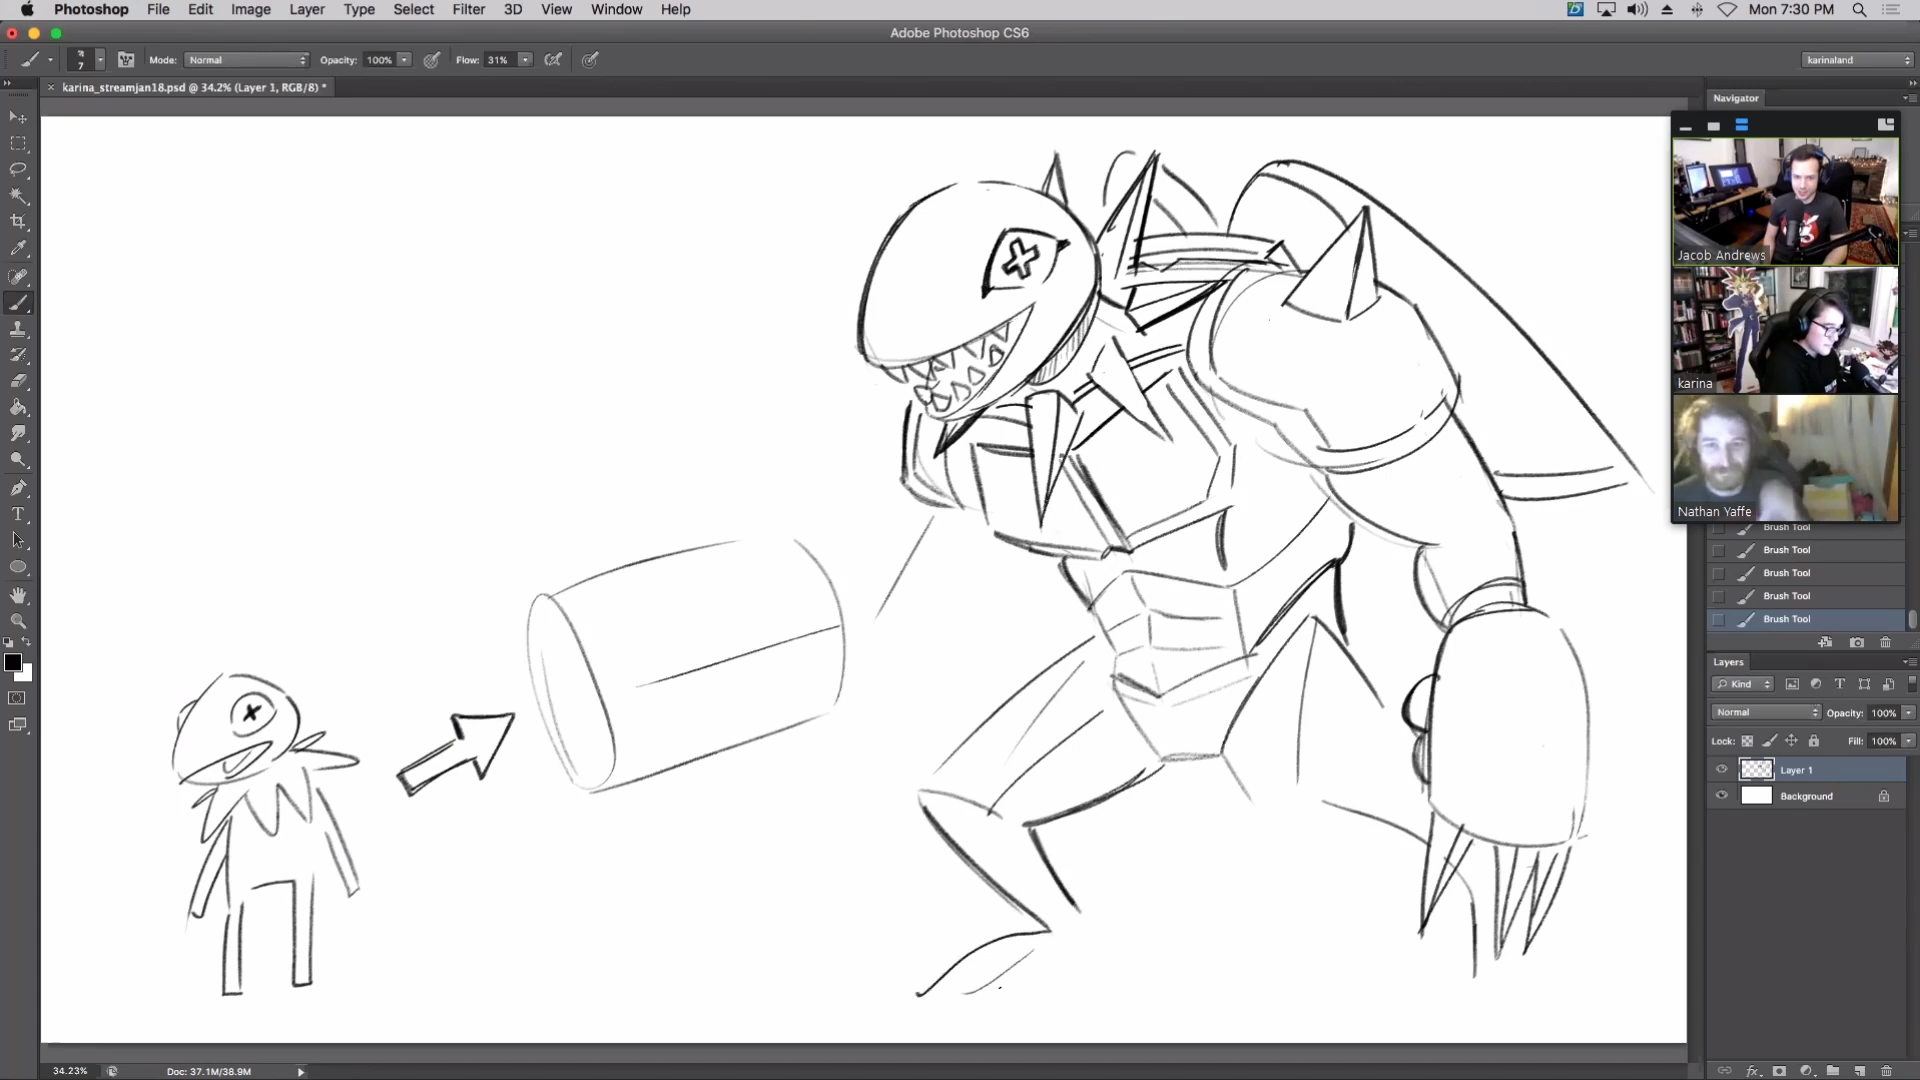 Photoshop File Edit Image Layer Type Select Filter 3D View Window Help Mon 7:30 PM
Adobe Photoshop CS6
7 Mode: Normal Opacity: 100% Flow: 31% karinaland
karina_streamjan18.psd @ 34.2% (Layer 1, RGB/8) *
Navigator
Jacob Andrews
karina
Nathan Yaffe
Brush Tool
Brush Tool
Brush Tool
Brush Tool
Brush Tool
Layers
Kind
Normal Opacity: 100%
Lock: Fill: 100%
Layer 1
Background
34.23% Doc: 37.1M/38.9M